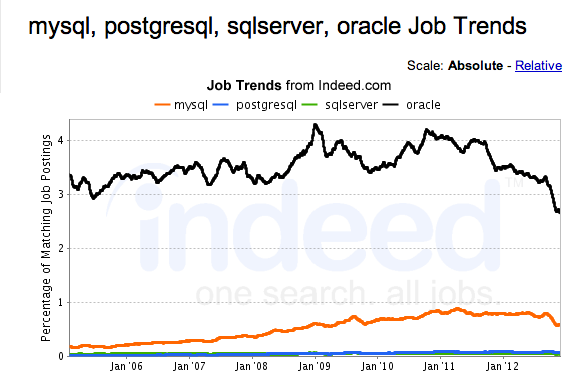 mysql, postgresql, sqlserver, oracle Job Trends
Scale: Absolute - Relative
Job Trends from Indeed.com
mysql postgresql sqlserver oracle
Percentage of Matching Job Postings
4
3
2
1
0
indeed™
one search. all jobs.
Jan'06 Jan'07 Jan'08 Jan'09 Jan'10 Jan'11 Jan'12